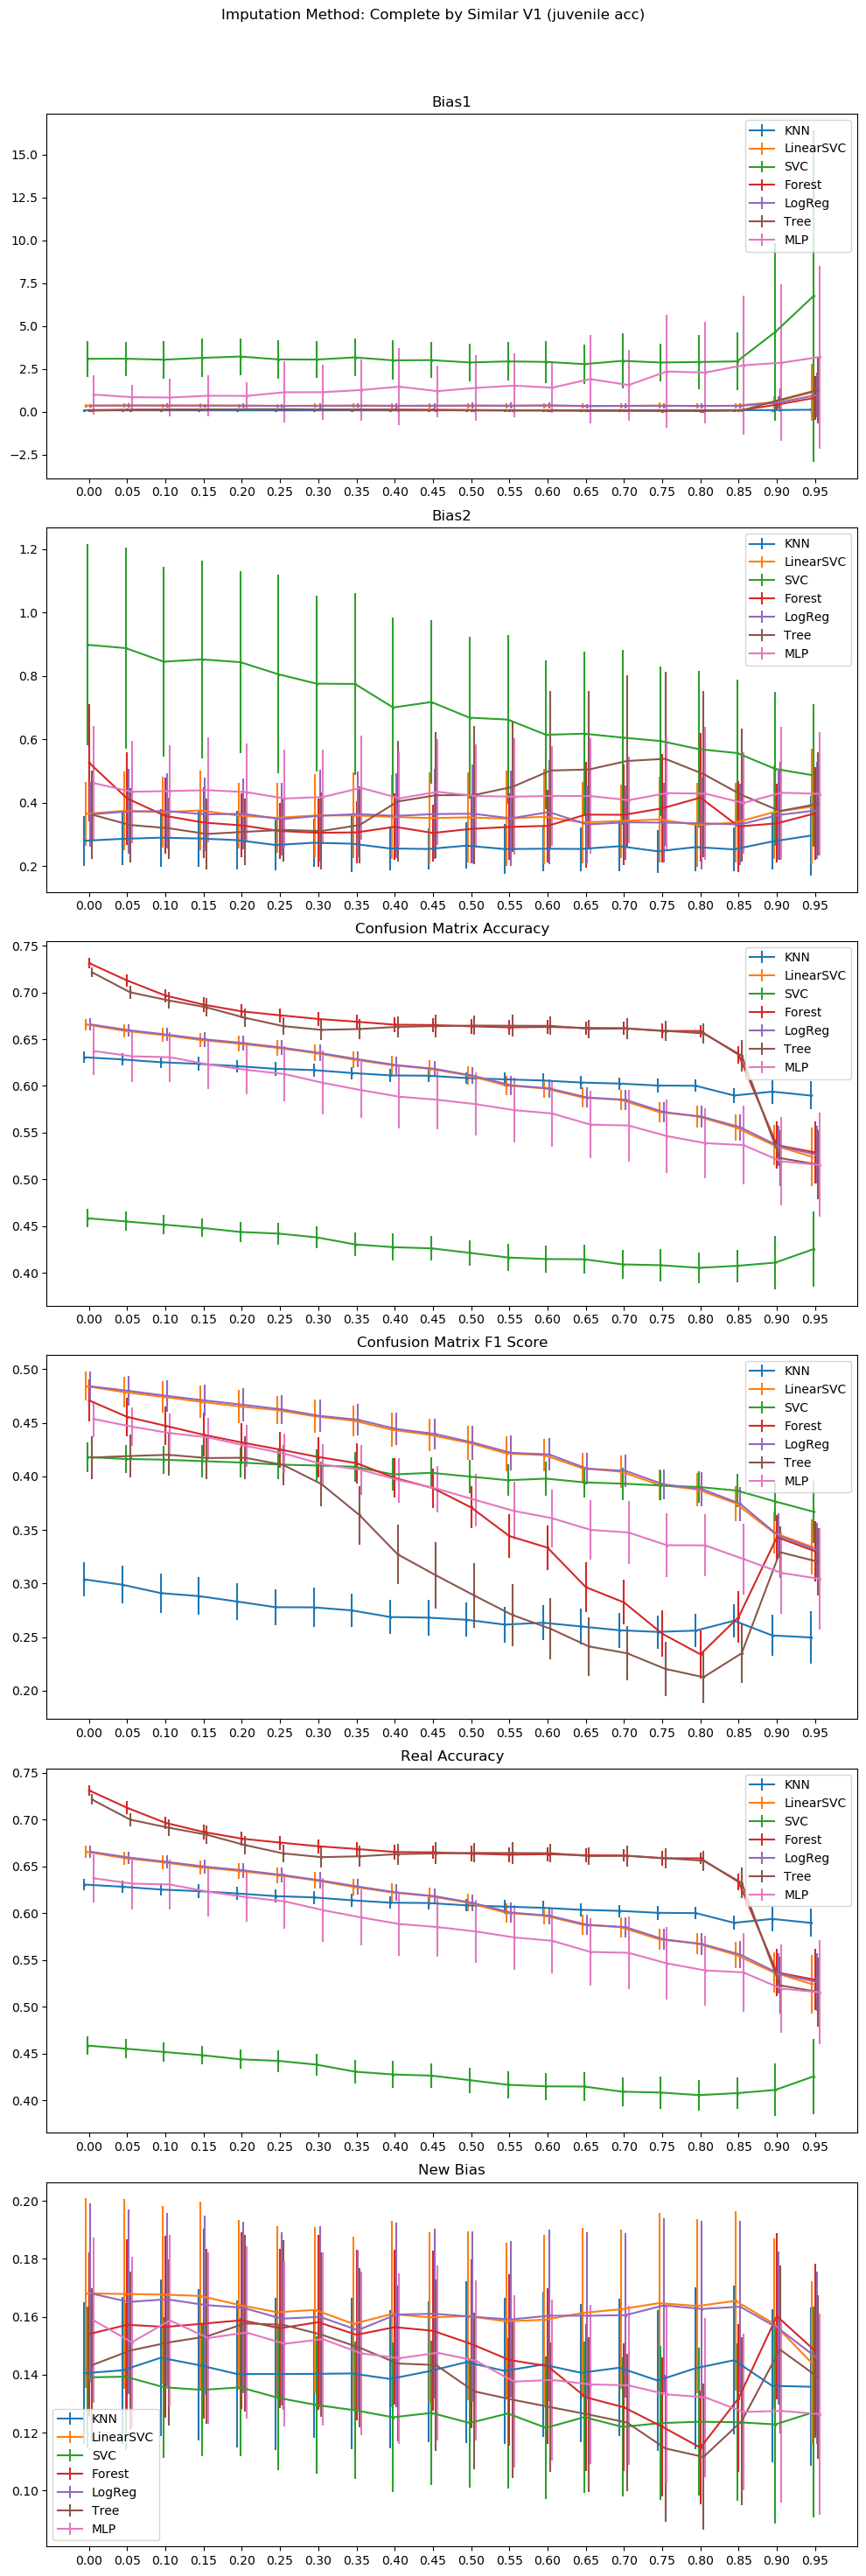 Imputation Method: Complete by Similar V1 (juvenile acc)
Bias1
15.0
12.5
10.0
7.5
5.0
2.5
0.0
−2.5
KNN
LinearSVC
SVC
Forest
LogReg
Tree
MLP
0.00 0.05 0.10 0.15 0.20 0.25 0.30 0.35 0.40 0.45 0.50 0.55 0.60 0.65 0.70 0.75 0.80 0.85 0.90 0.95
Bias2
1.2
1.0
0.8
0.6
0.4
0.2
KNN
LinearSVC
SVC
Forest
LogReg
Tree
MLP
0.00 0.05 0.10 0.15 0.20 0.25 0.30 0.35 0.40 0.45 0.50 0.55 0.60 0.65 0.70 0.75 0.80 0.85 0.90 0.95
Confusion Matrix Accuracy
0.75
0.70
0.65
0.60
0.55
0.50
0.45
0.40
KNN
LinearSVC
SVC
Forest
LogReg
Tree
MLP
0.00 0.05 0.10 0.15 0.20 0.25 0.30 0.35 0.40 0.45 0.50 0.55 0.60 0.65 0.70 0.75 0.80 0.85 0.90 0.95
Confusion Matrix F1 Score
0.50
0.45
0.40
0.35
0.30
0.25
0.20
KNN
LinearSVC
SVC
Forest
LogReg
Tree
MLP
0.00 0.05 0.10 0.15 0.20 0.25 0.30 0.35 0.40 0.45 0.50 0.55 0.60 0.65 0.70 0.75 0.80 0.85 0.90 0.95
Real Accuracy
0.75
0.70
0.65
0.60
0.55
0.50
0.45
0.40
KNN
LinearSVC
SVC
Forest
LogReg
Tree
MLP
0.00 0.05 0.10 0.15 0.20 0.25 0.30 0.35 0.40 0.45 0.50 0.55 0.60 0.65 0.70 0.75 0.80 0.85 0.90 0.95
New Bias
0.20
0.18
0.16
0.14
0.12
0.10
KNN
LinearSVC
SVC
Forest
LogReg
Tree
MLP
0.00 0.05 0.10 0.15 0.20 0.25 0.30 0.35 0.40 0.45 0.50 0.55 0.60 0.65 0.70 0.75 0.80 0.85 0.90 0.95